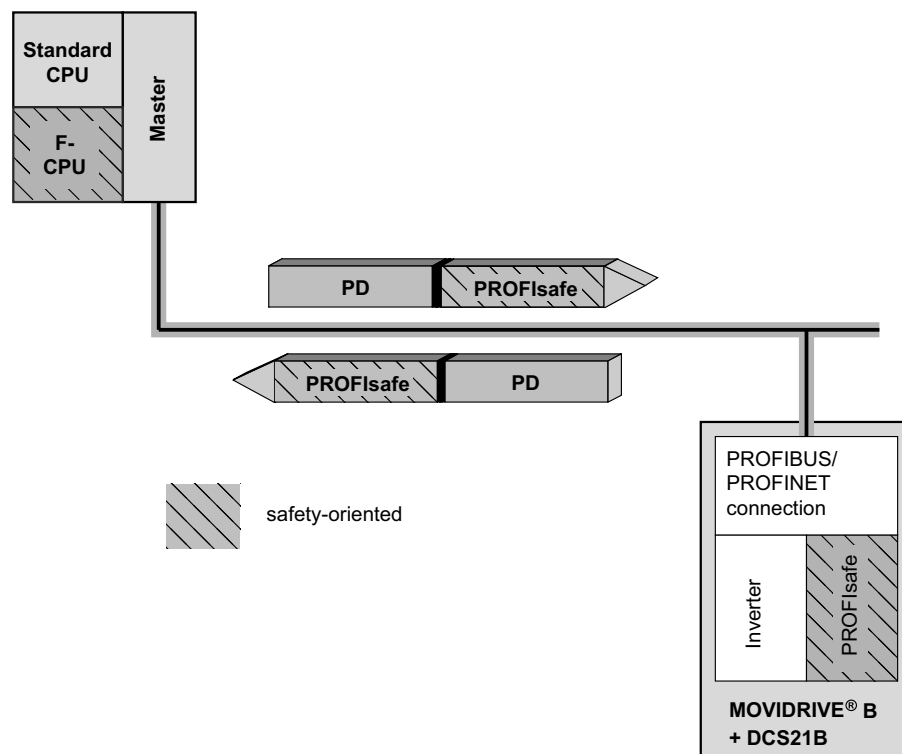 Standard
CPU
F-
CPU
Master
PD
PROFIsafe
PROFIsafe
PD
safety-oriented
PROFIBUS/
PROFINET
connection
Inverter
PROFIsafe
MOVIDRIVE® B
+ DCS21B